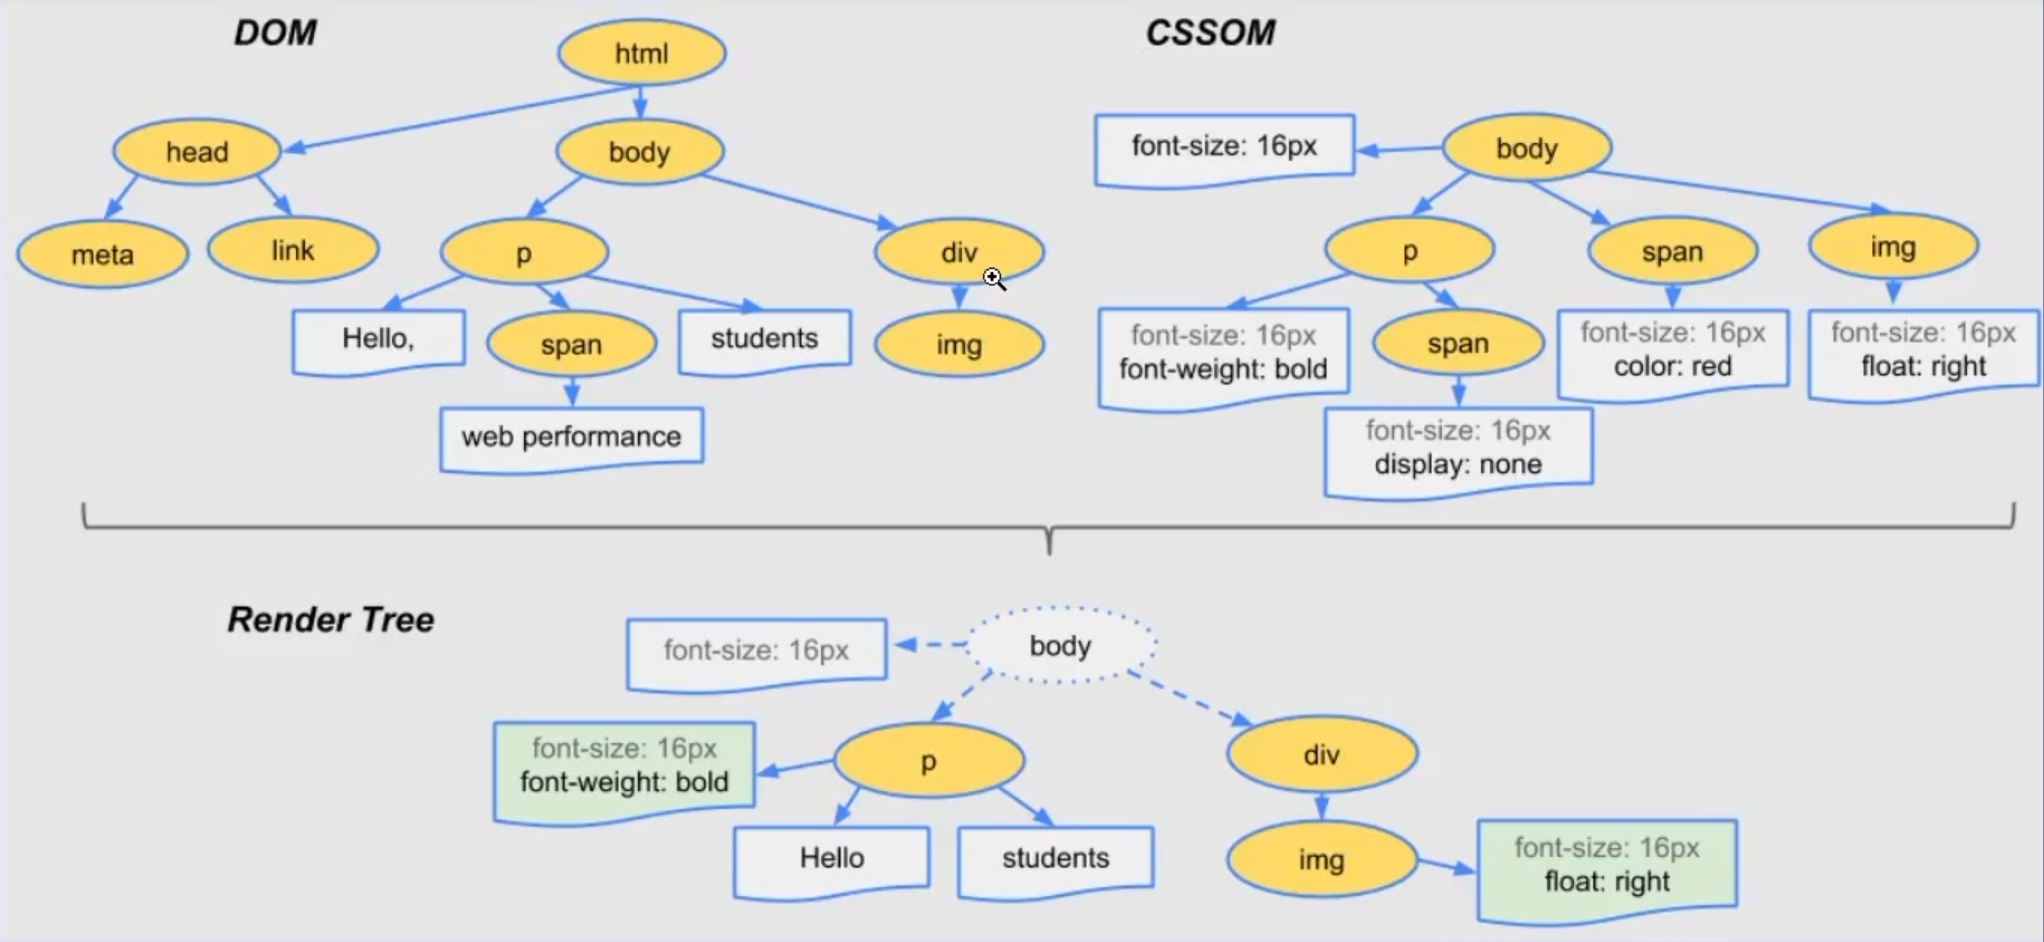 DOM
CSSOM
html
head
body
meta
link
p
div
Hello,
span
students
img
web performance
font-size: 16px
body
p
span
img
font-size: 16px
font-weight: bold
span
font-size: 16px
color: red
font-size: 16px
float: right
font-size: 16px
display: none
Render Tree
font-size: 16px
body
font-size: 16px
font-weight: bold
p
div
Hello
students
img
font-size: 16px
float: right